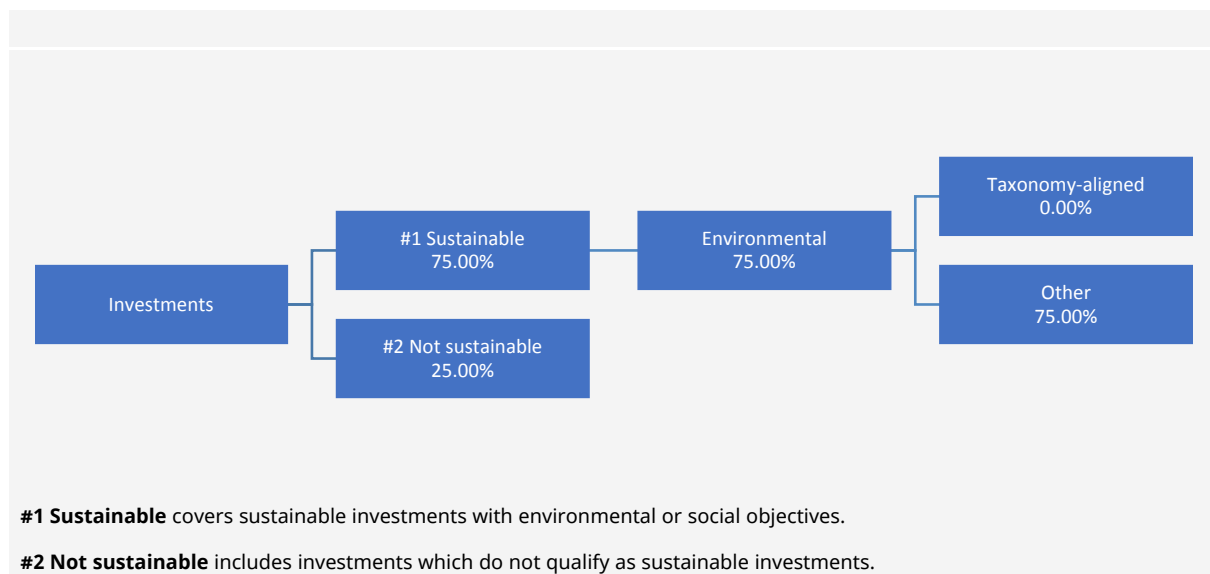 Investments
#1 Sustainable
75.00%
#2 Not sustainable
25.00%
Environmental
75.00%
Taxonomy-aligned
0.00%
Other
75.00%
#1 Sustainable covers sustainable investments with environmental or social objectives.
#2 Not sustainable includes investments which do not qualify as sustainable investments.